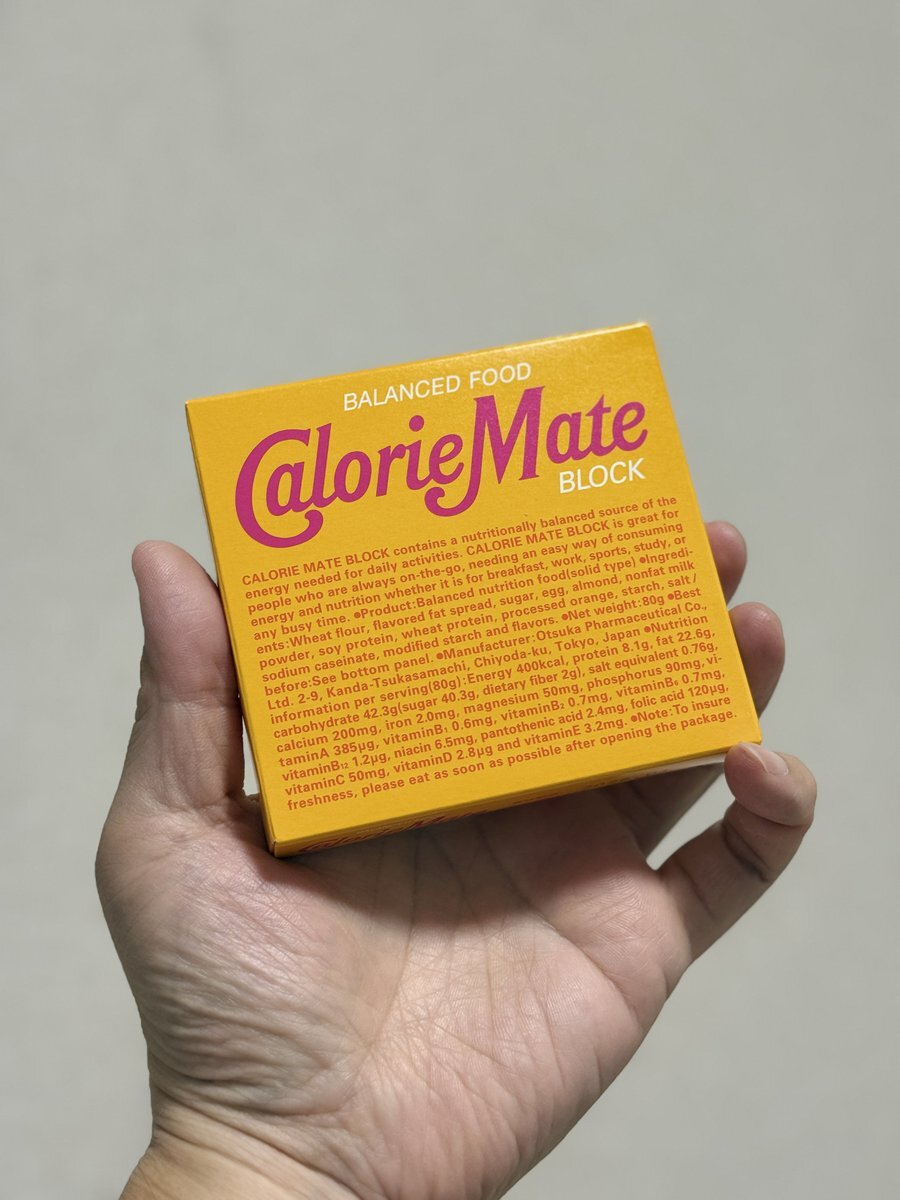 BALANCED FOOD
CalorieMate
BLOCK
CALORIE MATE BLOCK contains a nutritionally balanced source of the
energy needed for daily activities. CALORIE MATE BLOCK is great for
people who are always on-the-go, needing an easy way of consuming
energy and nutrition whether it is for breakfast, work, sports, study, or
any busy time. ●Product:Balanced nutrition food(solid type) ●Ingredi-
ents:Wheat flour, flavored fat spread, sugar, egg, almond, nonfat milk
powder, soy protein, wheat protein, processed orange, starch, salt/
sodium caseinate, modified starch and flavors. ●Net weight:80g ●Best
before:See bottom panel. ●Manufacturer:Otsuka Pharmaceutical Co.,
Ltd. 2-9, Kanda-Tsukasamachi, Chiyoda-ku, Tokyo, Japan ●Nutrition
information per serving(80g):Energy 400kcal, protein 8.1g, fat 22.6g,
carbohydrate 42.3g(sugar 40.3g, dietary fiber 2g), salt equivalent 0.76g,
calcium 200mg, iron 2.0mg, magnesium 50mg, phosphorus 90mg, vi-
taminA 385μg, vitaminB₁ 0.6mg, vitaminB₂ 0.7mg, vitaminB₆ 0.7mg,
vitaminB₁₂ 1.2μg, niacin 6.5mg, pantothenic acid 2.4mg, folic acid 120μg,
vitaminC 50mg, vitaminD 2.8μg and vitaminE 3.2mg. ●Note:To insure
freshness, please eat as soon as possible after opening the package.